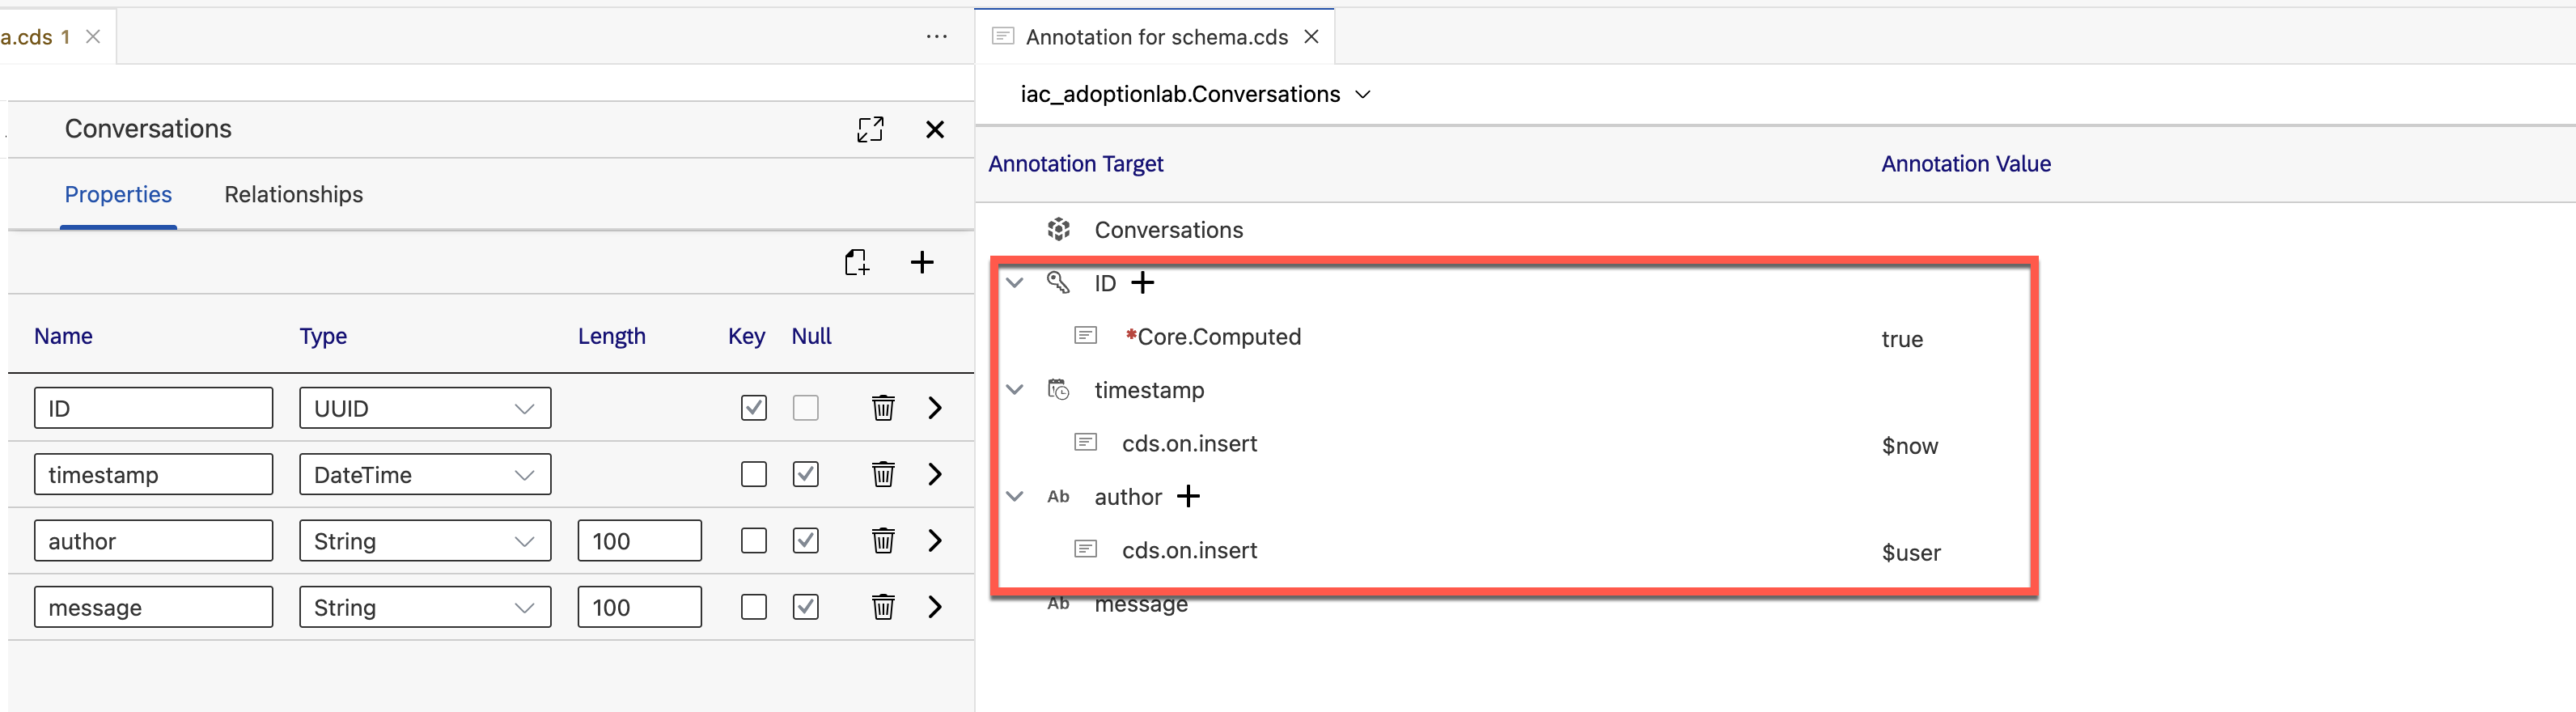 a.cds 1
Conversations
Properties Relationships
Name Type Length Key Null
ID UUID
timestamp DateTime
author String 100
message String 100
Annotation for schema.cds
iac_adoptionlab.Conversations
Annotation Target Annotation Value
Conversations
ID
*Core.Computed true
timestamp
cds.on.insert $now
Ab author
cds.on.insert $user
Ab message